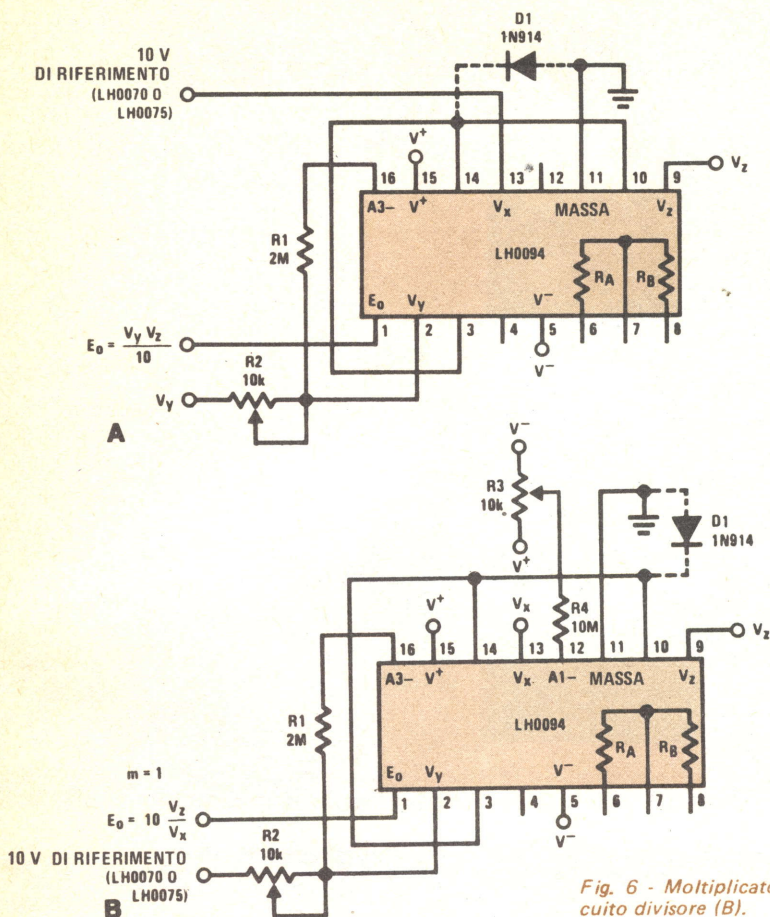 D1
1N914
10 V
DI RIFERIMENTO
(LH0070 O
LH0075)
V+
16 15 14 13 12 11 10 9
Vz
A3− V+ Vx MASSA Vz
R1
2M
LH0094
RA RB
Eo Vy V−
1 2 3 4 5 6 7 8
Eo = Vy Vz / 10
R2
10k
V−
Vy
A
V−
R3
10k
V+
D1
1N914
V+ Vx
R4
10M
16 15 14 13 12 11 10 9
Vz
A3− V+ Vx A1− MASSA Vz
R1
2M
LH0094
RA RB
m = 1
Eo Vy V−
1 2 3 4 5 6 7 8
Eo = 10 Vz / Vx
R2
10k
V−
10 V DI RIFERIMENTO
(LH0070 O
LH0075)
B
Fig. 6 - Moltiplicato
cuito divisore (B).